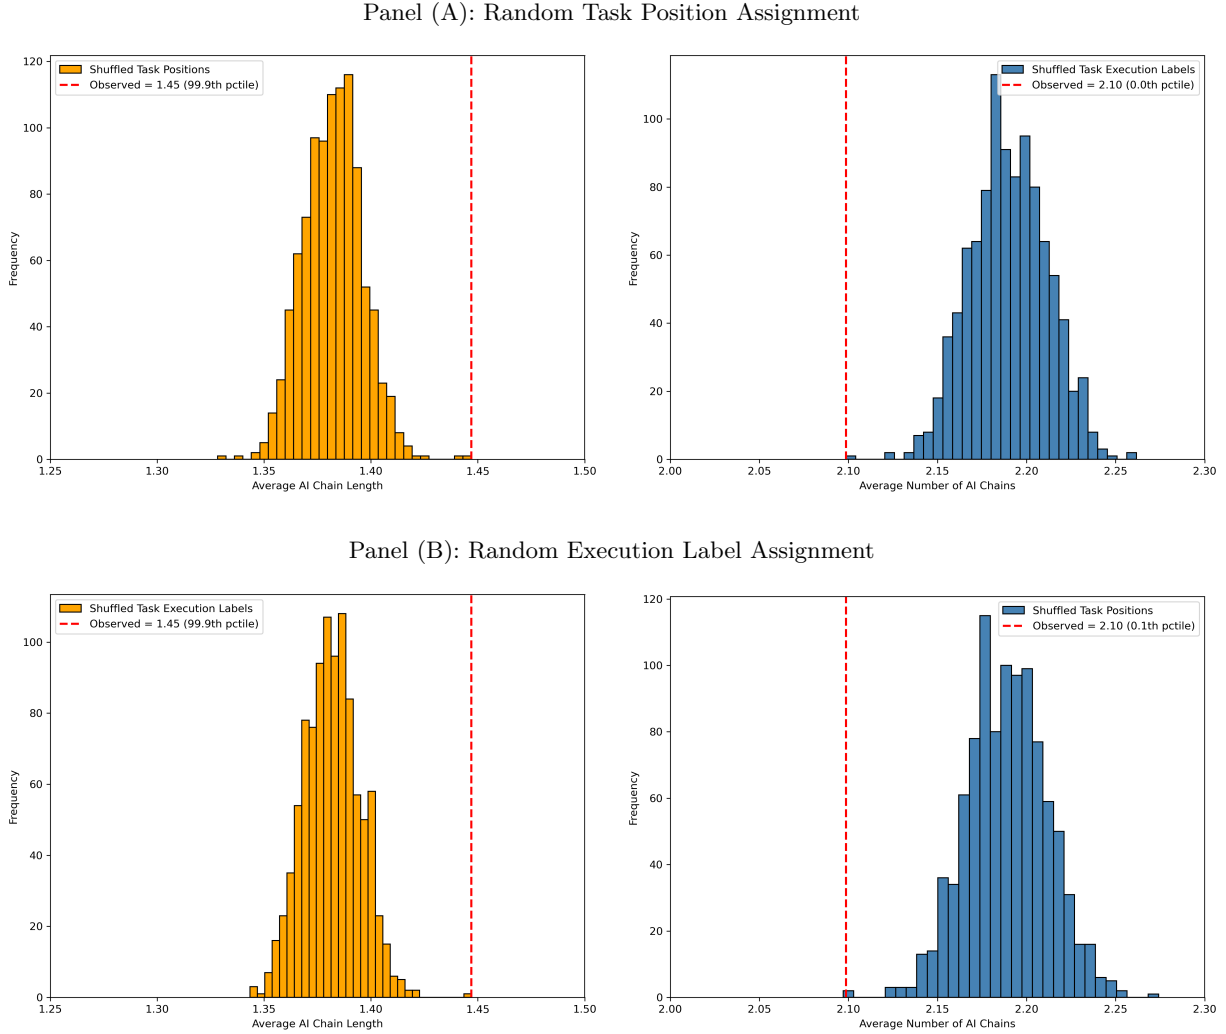 Panel (A): Random Task Position Assignment
Shuffled Task Positions
Observed = 1.45 (99.9th pctile)
Frequency
120
100
80
60
40
20
0
1.25 1.30 1.35 1.40 1.45 1.50
Average AI Chain Length
Shuffled Task Execution Labels
Observed = 2.10 (0.0th pctile)
Frequency
100
80
60
40
20
0
2.00 2.05 2.10 2.15 2.20 2.25 2.30
Average Number of AI Chains
Panel (B): Random Execution Label Assignment
Shuffled Task Execution Labels
Observed = 1.45 (99.9th pctile)
Frequency
100
80
60
40
20
0
1.25 1.30 1.35 1.40 1.45 1.50
Average AI Chain Length
Shuffled Task Positions
Observed = 2.10 (0.1th pctile)
Frequency
120
100
80
60
40
20
0
2.00 2.05 2.10 2.15 2.20 2.25 2.30
Average Number of AI Chains